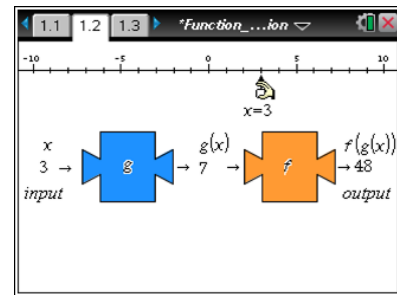 1.1 1.2 1.3 *Function_...ion
-10 -5 0 5 10
x=3
x g(x) f(g(x))
3 → g → 7 → f → 48
input output